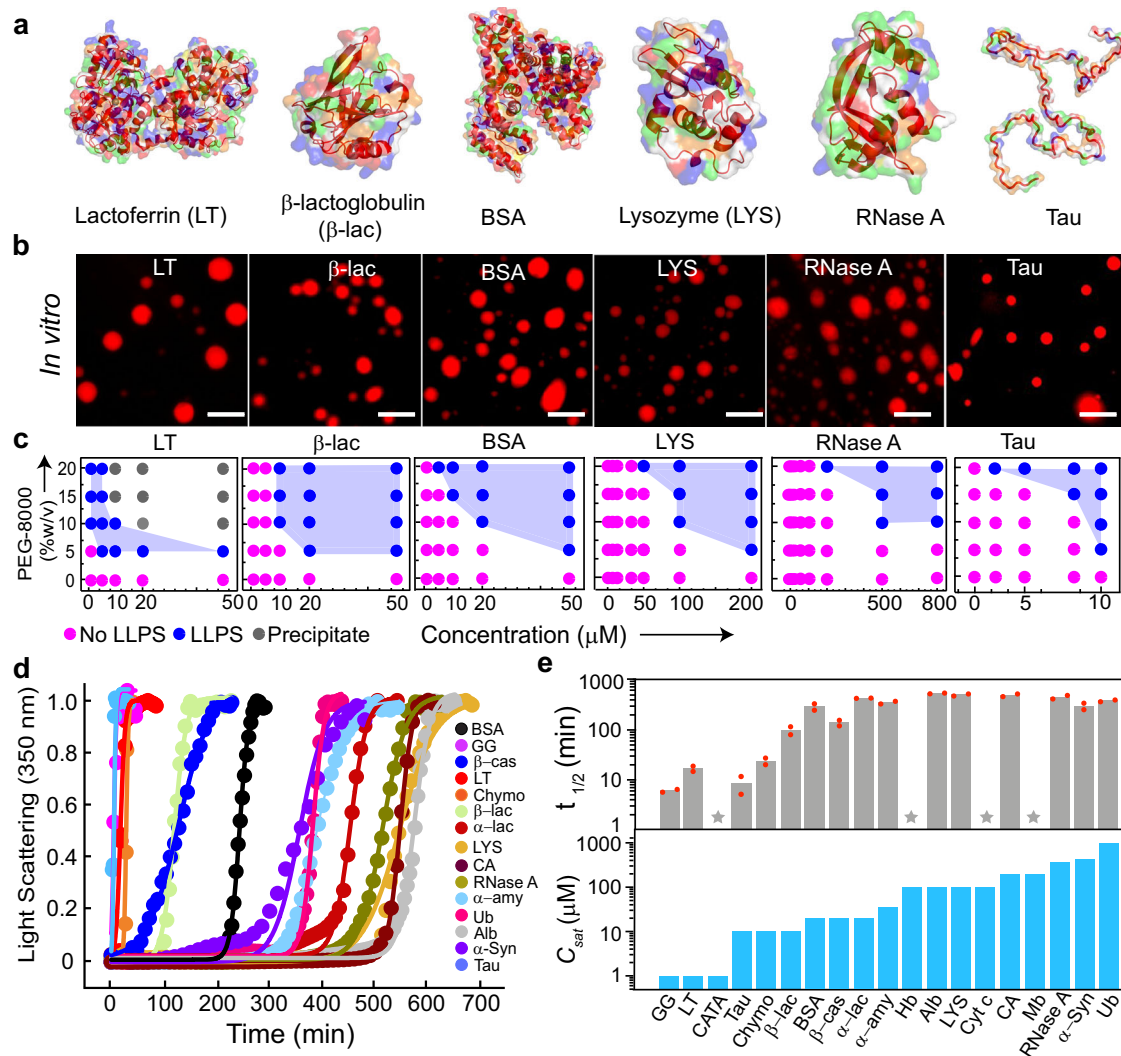 a
Lactoferrin (LT)
β-lactoglobulin
(β-lac)
BSA
Lysozyme (LYS)
RNase A
Tau
b
In vitro
LT
β-lac
BSA
LYS
RNase A
Tau
c
LT
β-lac
BSA
LYS
RNase A
Tau
PEG-8000
(%w/v)
20
15
10
5
0
0 10 20 50
0 10 20 50
0 10 20 50
0 50 100 200
0 500 800
0 5 10
No LLPS
LLPS
Precipitate
Concentration (μM)
d
Light Scattering (350 nm)
1.0
0.8
0.6
0.4
0.2
0
0 100 200 300 400 500 600 700
Time (min)
BSA
GG
β-cas
LT
Chymo
β-lac
α-lac
LYS
CA
RNase A
α-amy
Ub
Alb
α-Syn
Tau
e
t 1/2 (min)
1000
100
10
1
Csat (μM)
1000
100
10
1
GG
LT
CATA
Tau
Chymo
β-lac
BSA
β-cas
α-lac
α-amy
Hb
Alb
LYS
Cyt c
CA
Mb
RNase A
α-Syn
Ub